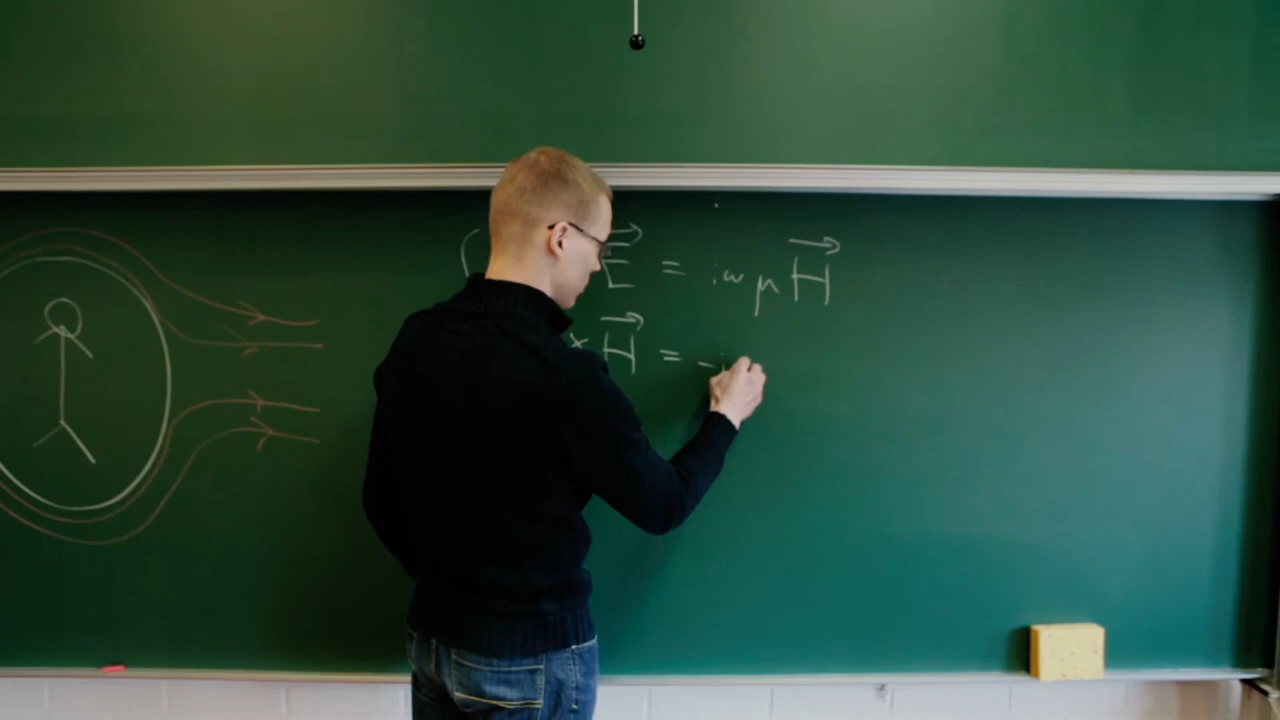 E⃗ = iωμH⃗
×H⃗ = -i